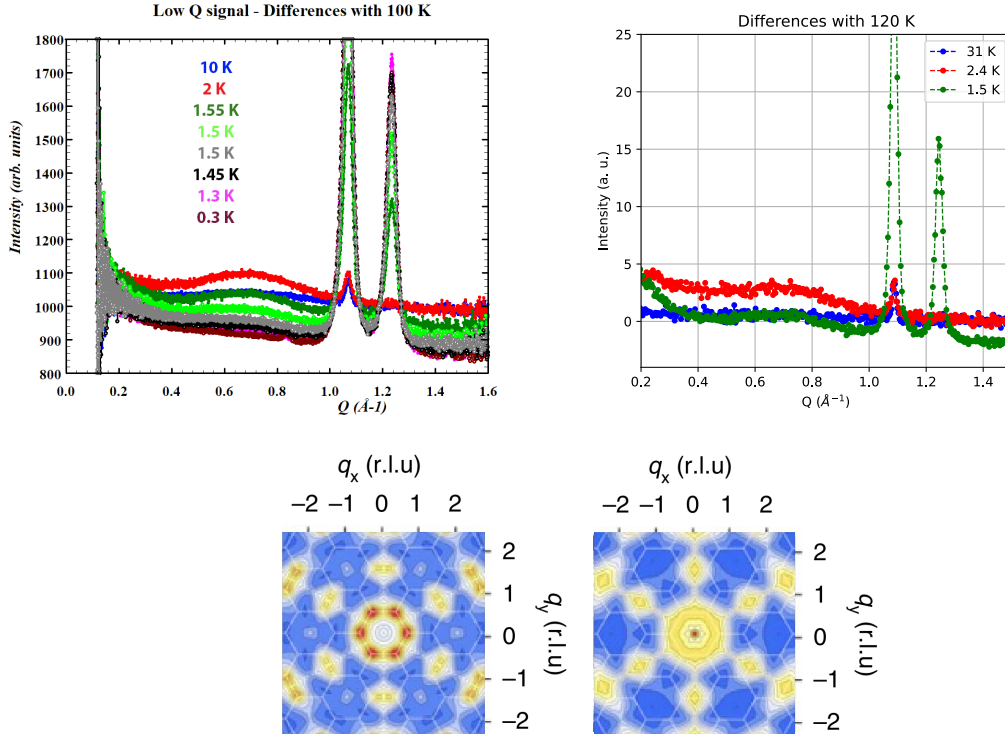 Low Q signal - Differences with 100 K
1800
1700
1600
1500
1400
1300
1200
1100
1000
900
800
Intensity (arb. units)
10 K
2 K
1.55 K
1.5 K
1.5 K
1.45 K
1.3 K
0.3 K
0.0 0.2 0.4 0.6 0.8 1.0 1.2 1.4 1.6
Q (Å-1)
Differences with 120 K
25
20
15
10
5
0
Intensity (a. u.)
31 K
2.4 K
1.5 K
0.2 0.4 0.6 0.8 1.0 1.2 1.4
Q (Å⁻¹)
qₓ (r.l.u)
−2 −1 0 1 2
2
1
0
−1
−2
q_y (r.l.u)
qₓ (r.l.u)
−2 −1 0 1 2
2
1
0
−1
−2
q_y (r.l.u)